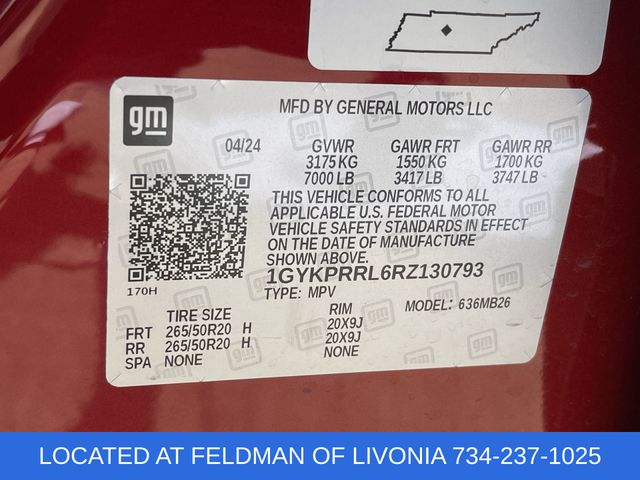 gm
MFD BY GENERAL MOTORS LLC
04/24 GVWR GAWR FRT GAWR RR
3175 KG 1550 KG 1700 KG
7000 LB 3417 LB 3747 LB
THIS VEHICLE CONFORMS TO ALL
APPLICABLE U.S. FEDERAL MOTOR
VEHICLE SAFETY STANDARDS IN EFFECT
ON THE DATE OF MANUFACTURE
SHOWN ABOVE.
170H
1GYKPRRL6RZ130793
TYPE: MPV MODEL: 636MB26
TIRE SIZE RIM
FRT 265/50R20 H 20X9J
RR 265/50R20 H 20X9J
SPA NONE NONE
LOCATED AT FELDMAN OF LIVONIA 734-237-1025